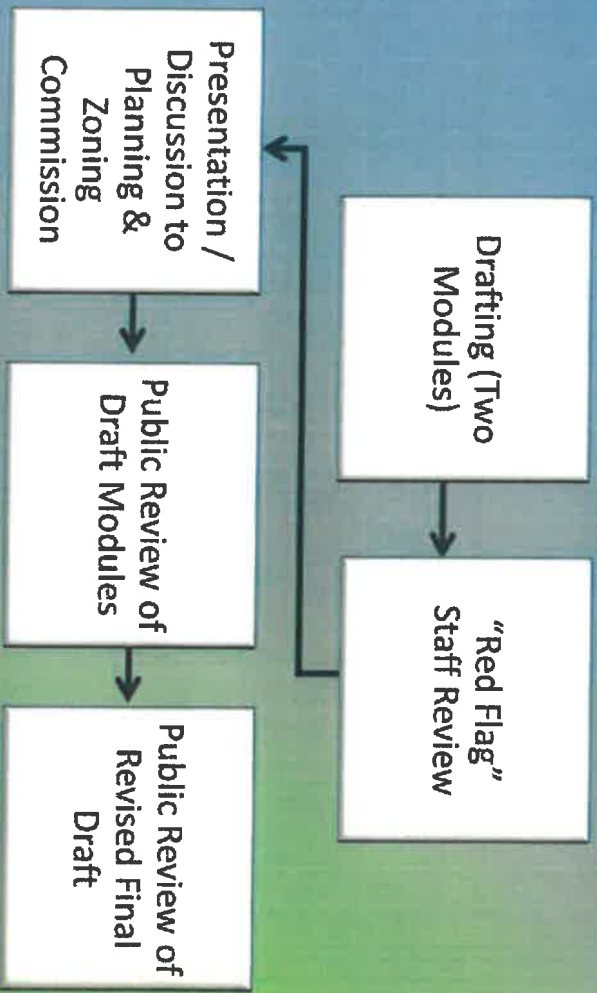 Drafting (Two
Modules)
“Red Flag”
Staff Review
Presentation /
Discussion to
Planning &
Zoning
Commission
Public Review of
Draft Modules
Public Review of
Revised Final
Draft